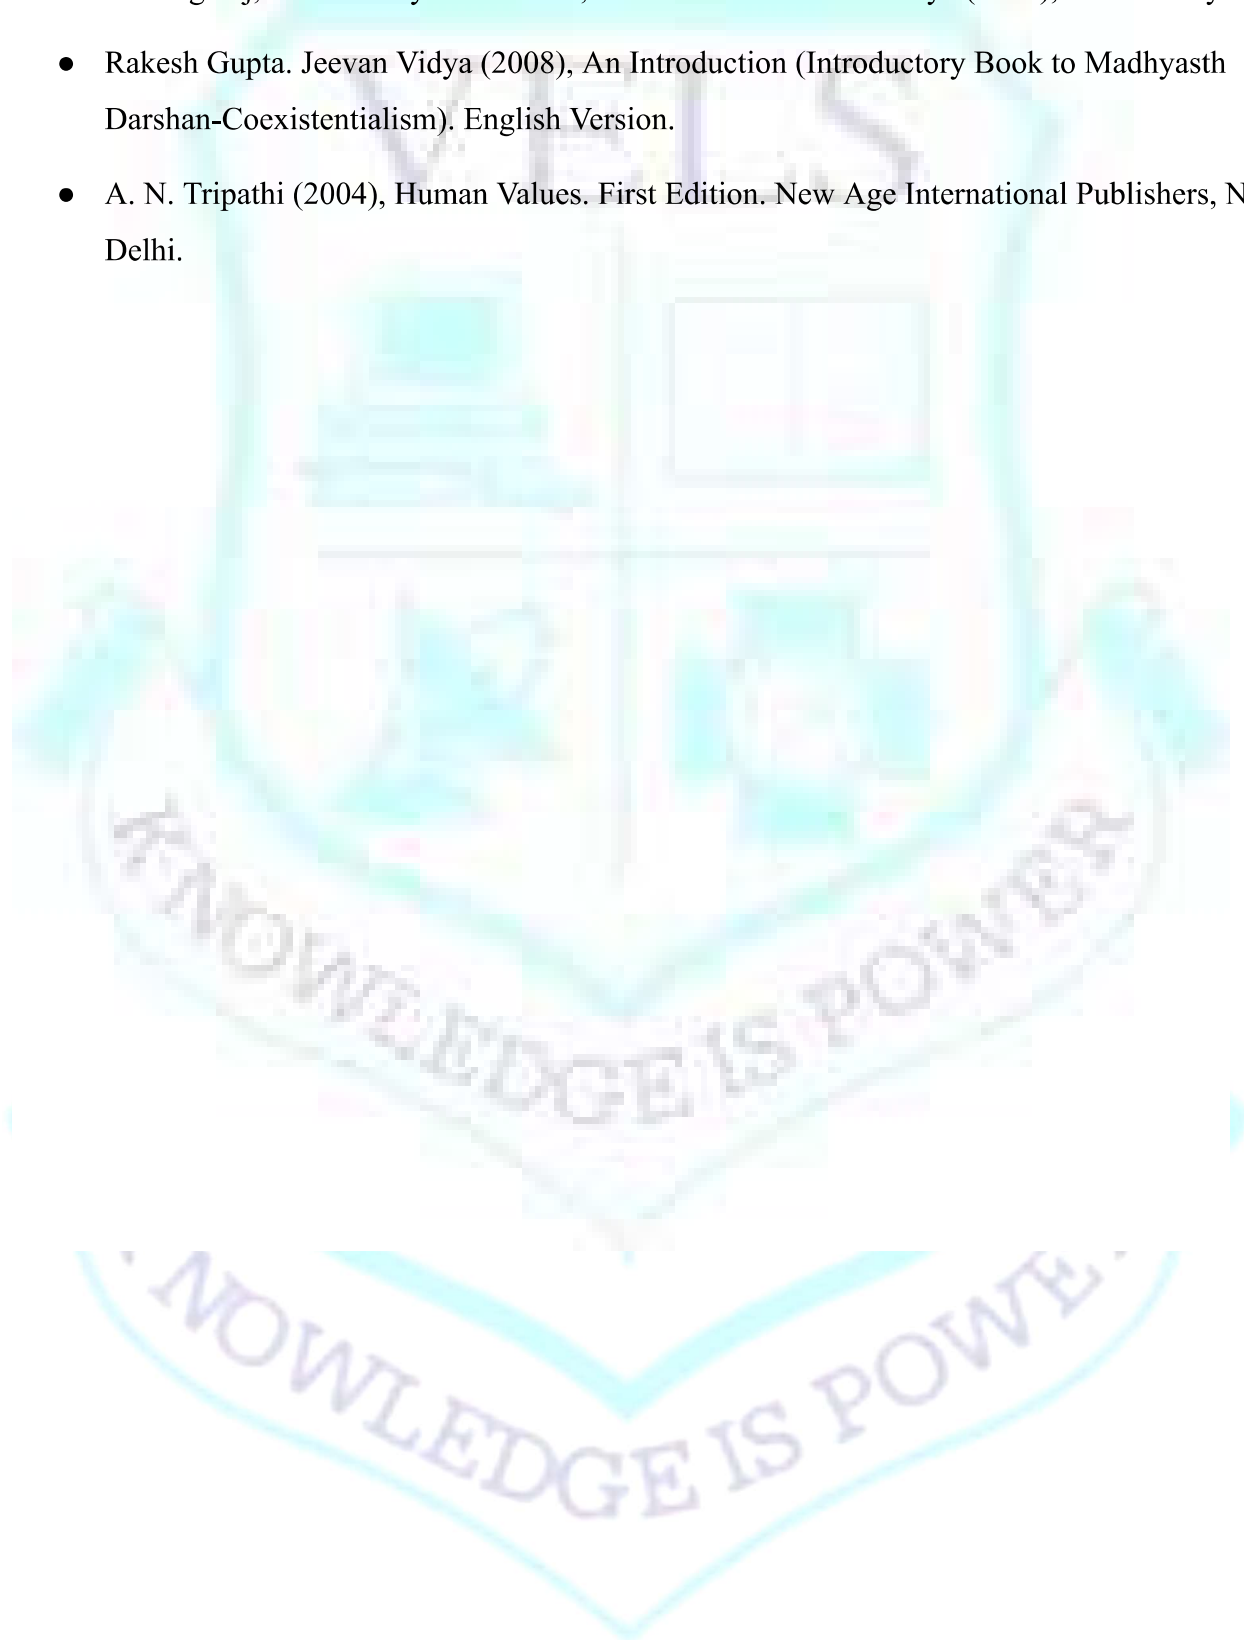 ● Rakesh Gupta. Jeevan Vidya (2008), An Introduction (Introductory Book to Madhyasth
Darshan-Coexistentialism). English Version.
● A. N. Tripathi (2004), Human Values. First Edition. New Age International Publishers,
Delhi.
VELS
KNOWLEDGE IS POWER
NOWLEDGE IS POWE